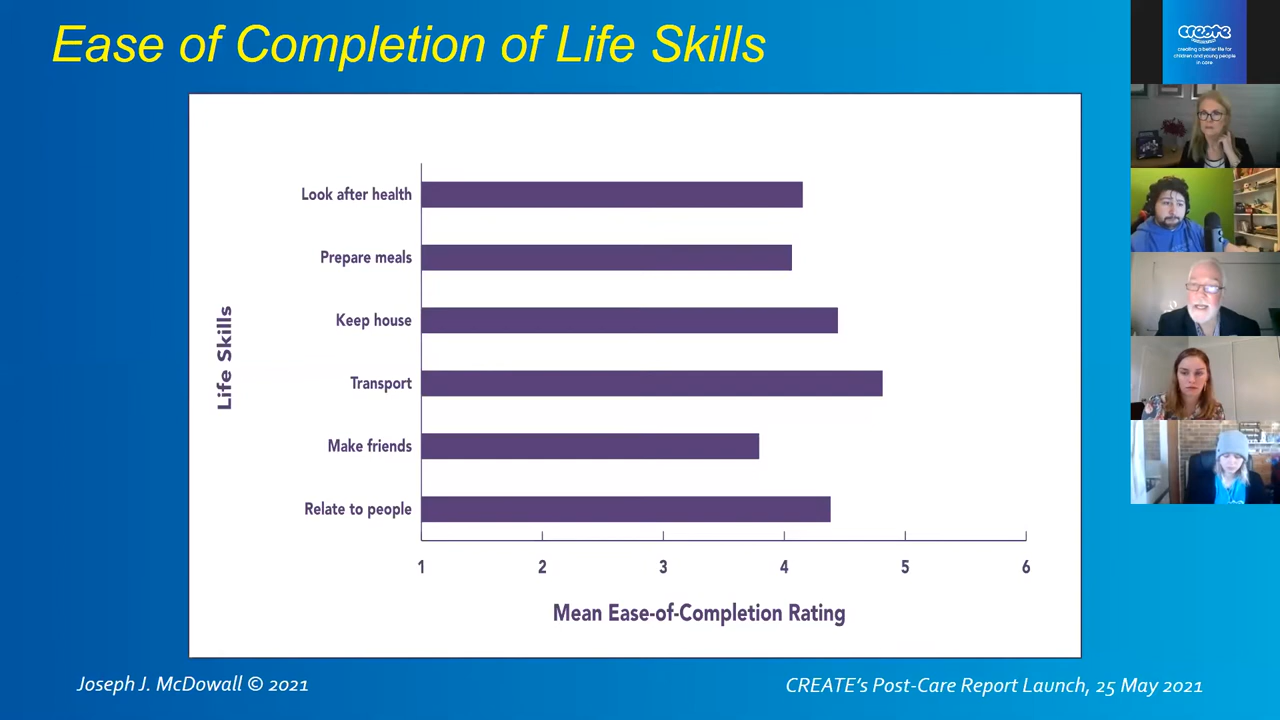 Ease of Completion of Life Skills
create
creating a better life for
children and young people
in care
Look after health
Prepare meals
Keep house
Transport
Make friends
Relate to people
Life Skills
1 2 3 4 5 6
Mean Ease-of-Completion Rating
Joseph J. McDowall © 2021
CREATE's Post-Care Report Launch, 25 May 2021